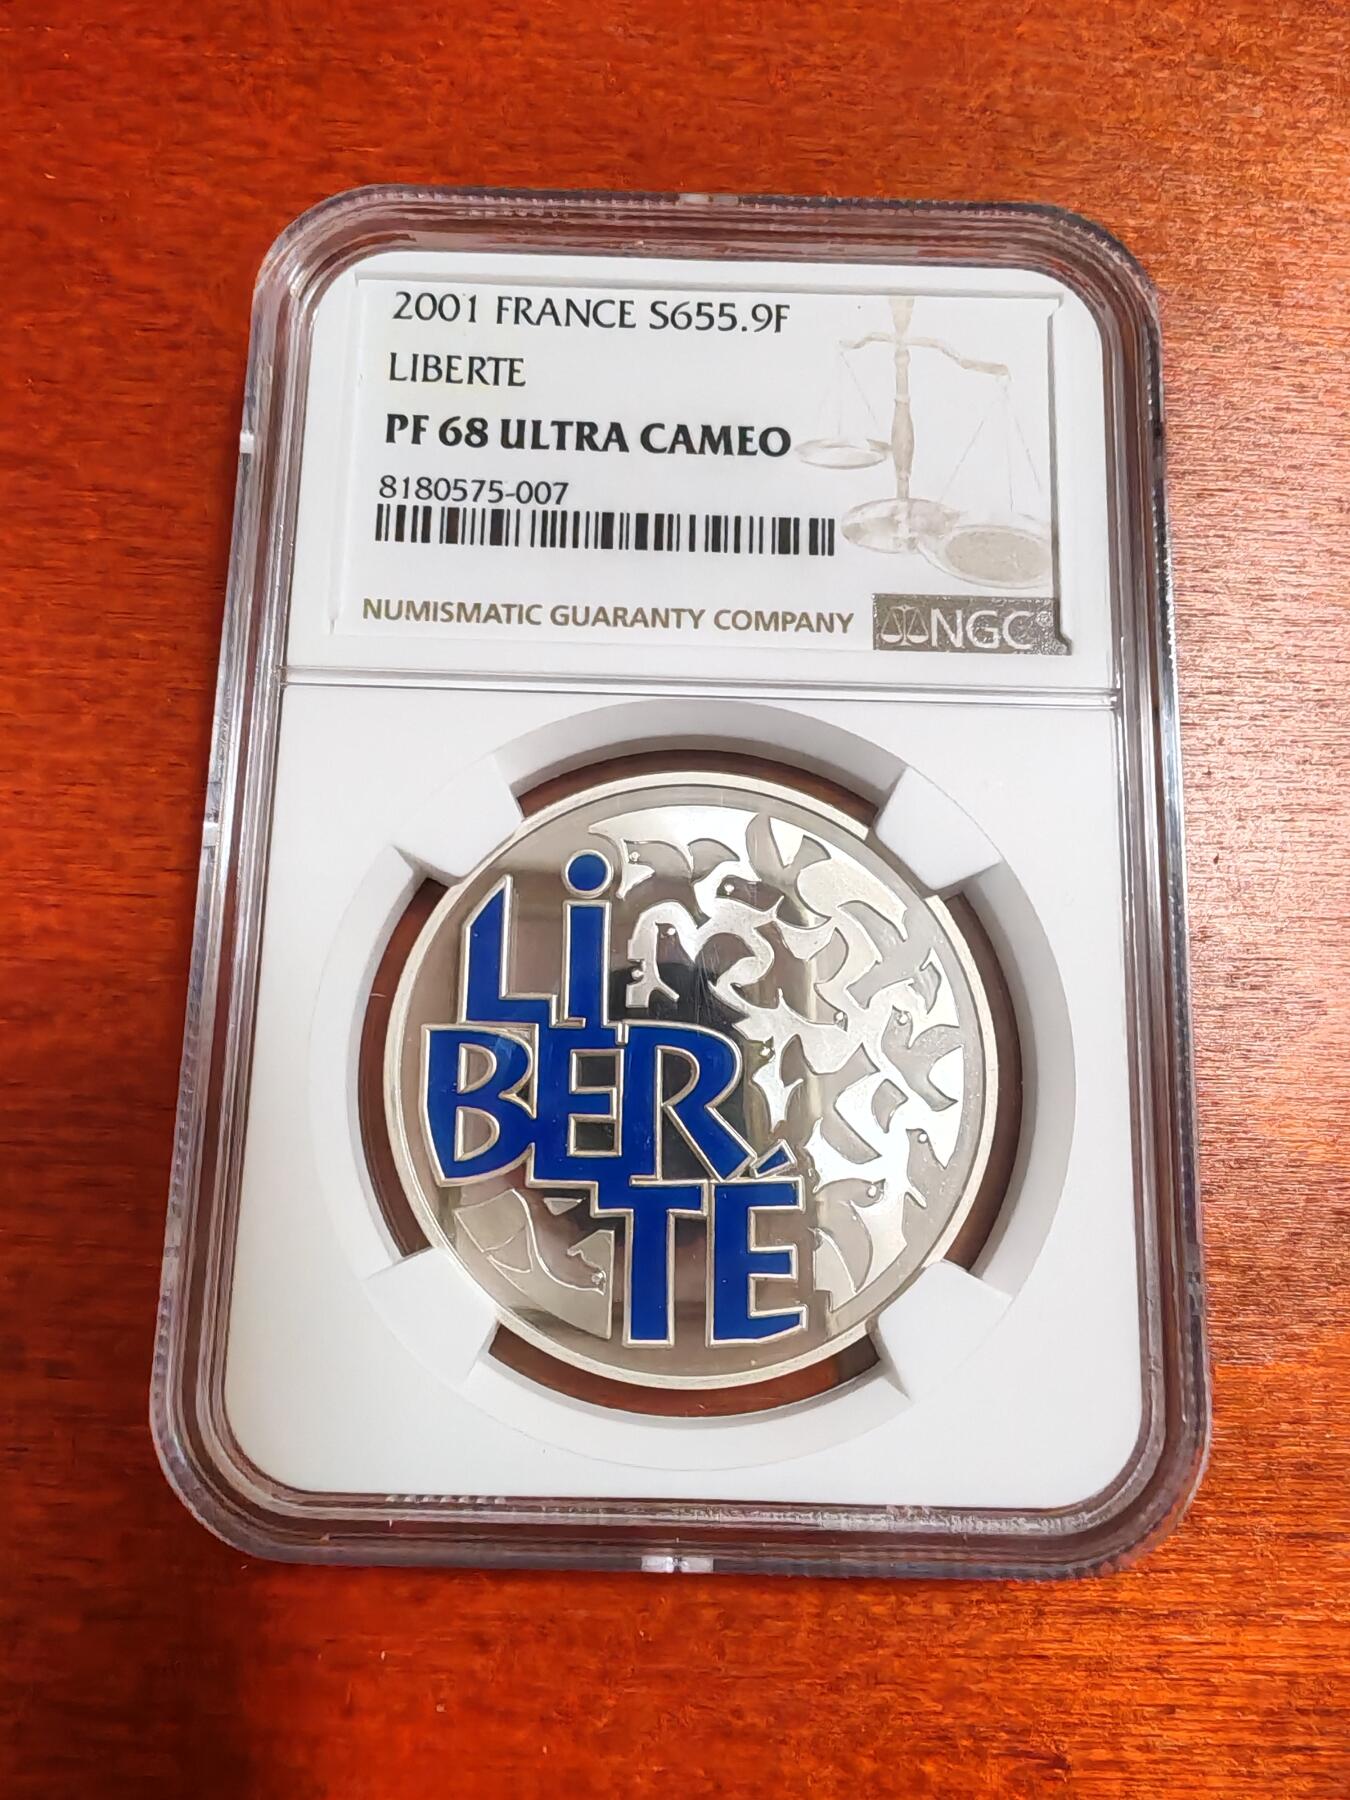 2001 FRANCE S655.9F
LIBERTE
PF 68 ULTRA CAMEO
8180575-007
NUMISMATIC GUARANTY COMPANY
NGC
Li
BER
TÉ